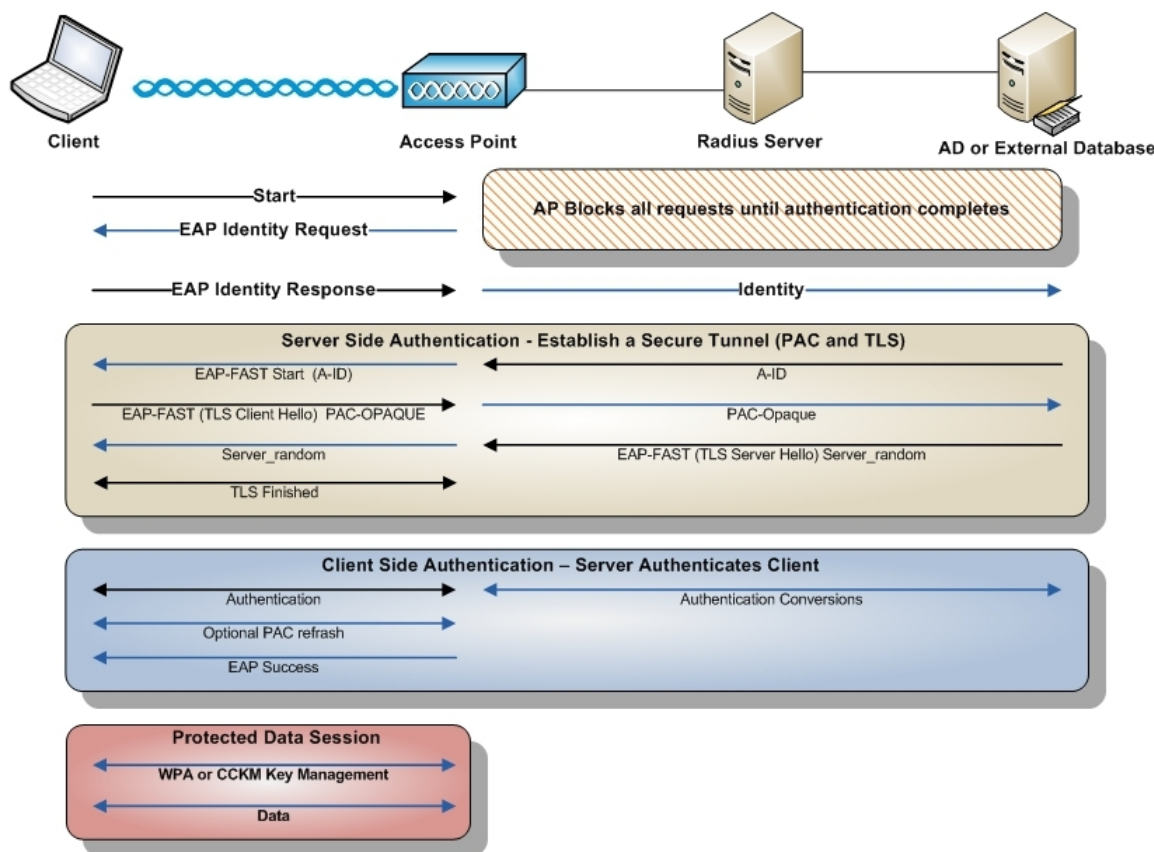 Client
Access Point
Radius Server
AD or External Database
Start
AP Blocks all requests until authentication completes
EAP Identity Request
EAP Identity Response
Identity
Server Side Authentication - Establish a Secure Tunnel (PAC and TLS)
EAP-FAST Start (A-ID)
A-ID
EAP-FAST (TLS Client Hello) PAC-OPAQUE
PAC-Opaque
Server_random
EAP-FAST (TLS Server Hello) Server_random
TLS Finished
Client Side Authentication – Server Authenticates Client
Authentication
Authentication Conversions
Optional PAC refrash
EAP Success
Protected Data Session
WPA or CCKM Key Management
Data